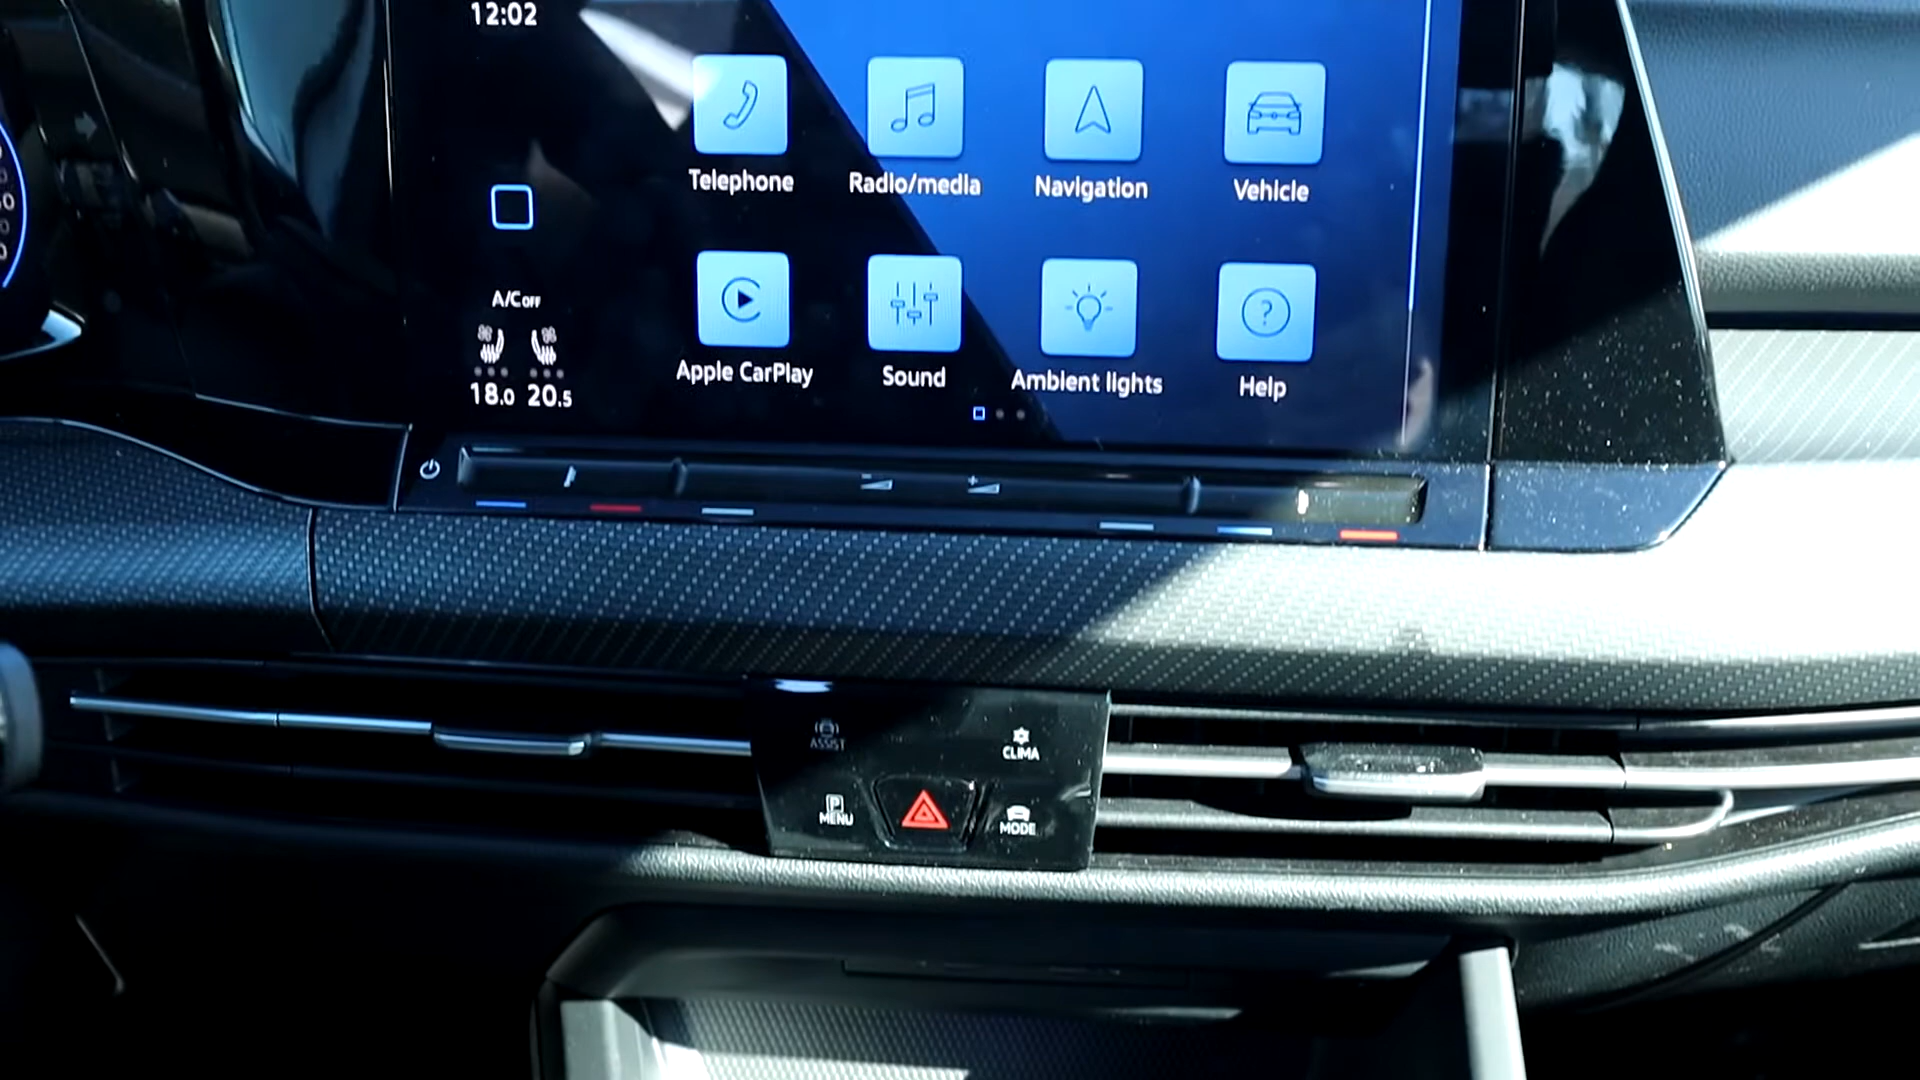 12:02
Telephone
Radio/media
Navigation
Vehicle
A/C OFF
18.0 20.5
Apple CarPlay
Sound
Ambient lights
Help
ASSIST
CLIMA
P
MENU
MODE